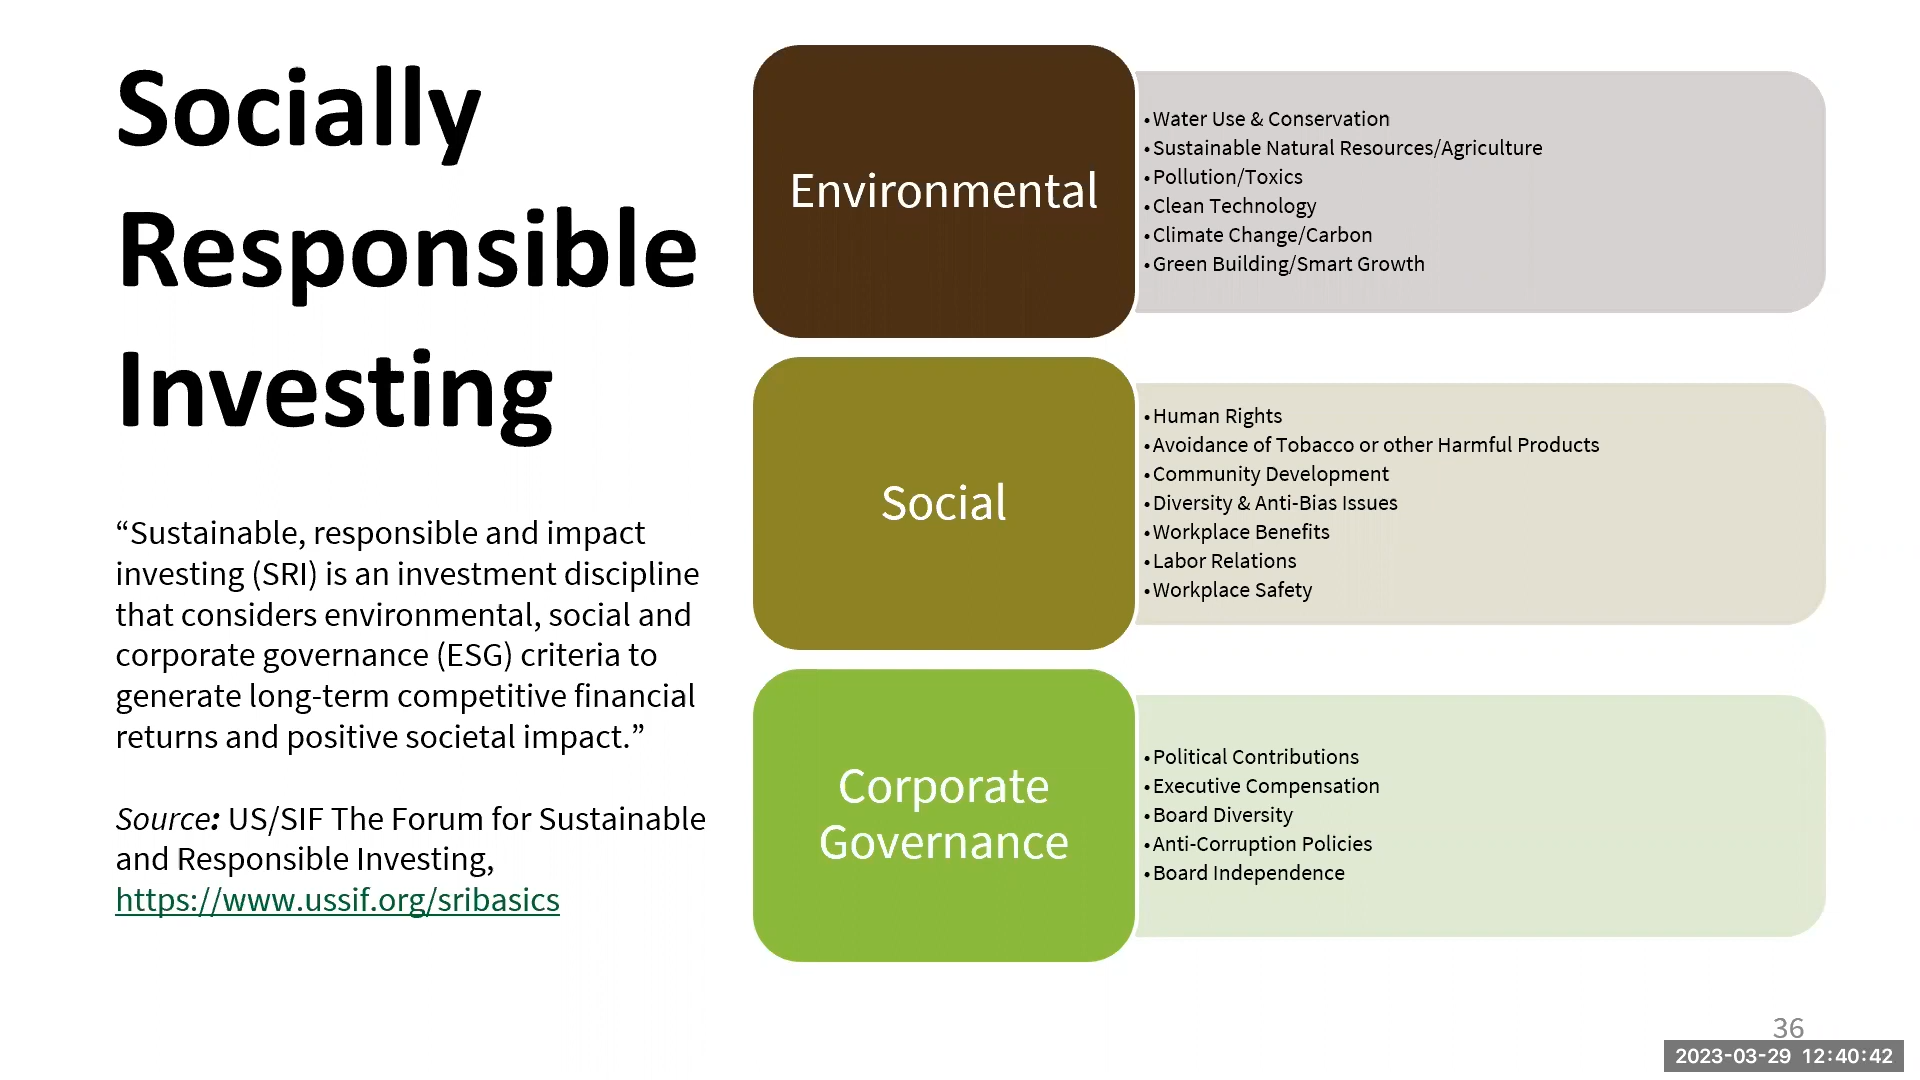 Socially
Responsible
Investing
“Sustainable, responsible and impact
investing (SRI) is an investment discipline
that considers environmental, social and
corporate governance (ESG) criteria to
generate long-term competitive financial
returns and positive societal impact.”
Source: US/SIF The Forum for Sustainable
and Responsible Investing,
https://www.ussif.org/sribasics
Environmental
•Water Use & Conservation
•Sustainable Natural Resources/Agriculture
•Pollution/Toxics
•Clean Technology
•Climate Change/Carbon
•Green Building/Smart Growth
Social
•Human Rights
•Avoidance of Tobacco or other Harmful Products
•Community Development
•Diversity & Anti-Bias Issues
•Workplace Benefits
•Labor Relations
•Workplace Safety
Corporate
Governance
•Political Contributions
•Executive Compensation
•Board Diversity
•Anti-Corruption Policies
•Board Independence
36
2023-03-29 12:40:42